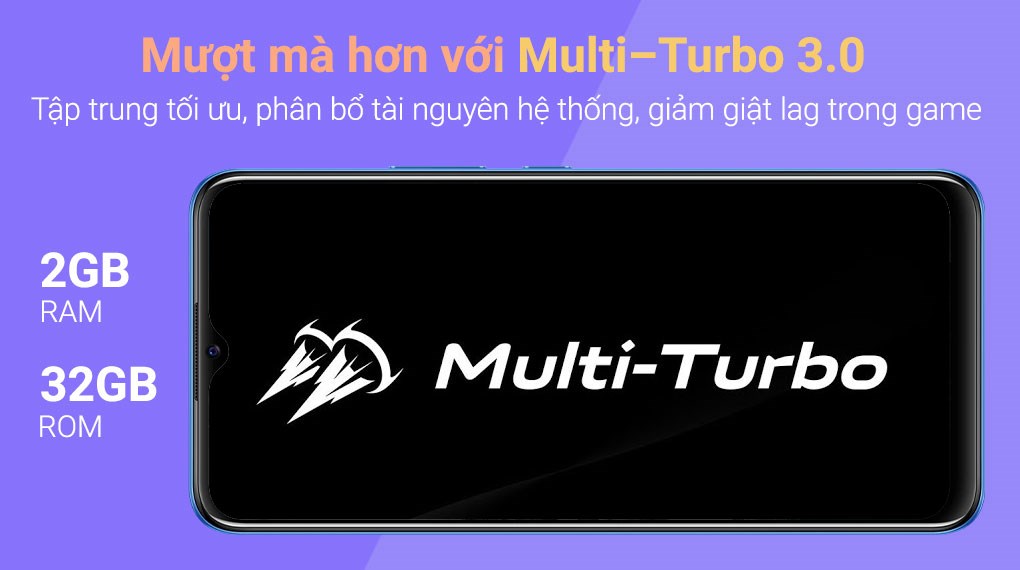 Mượt mà hơn với Multi–Turbo 3.0
Tập trung tối ưu, phân bổ tài nguyên hệ thống, giảm giật lag trong game
2GB
RAM
32GB
ROM
Multi-Turbo